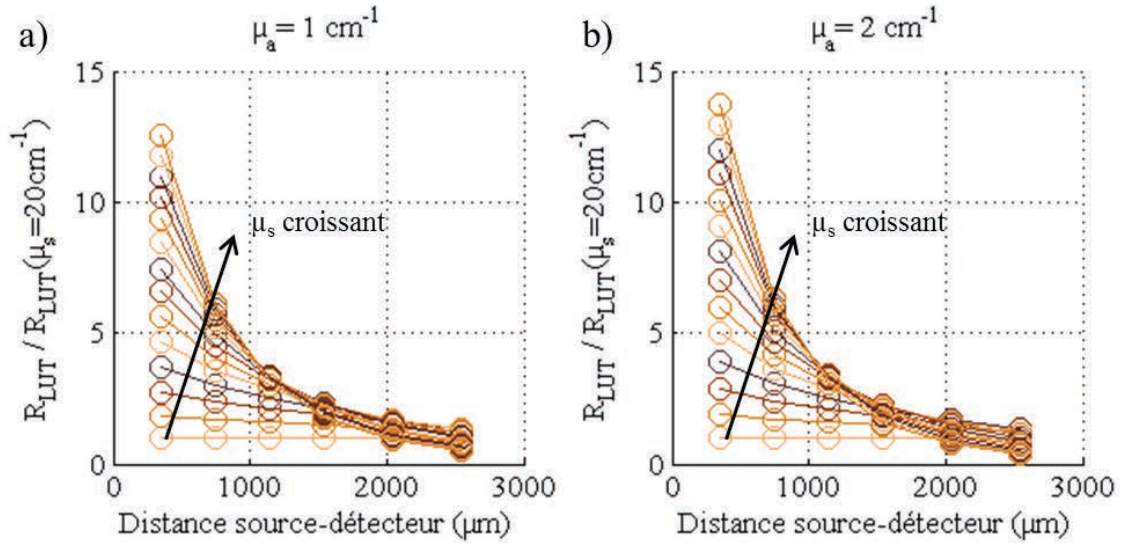 a)
μa = 1 cm-1
RLUT / RLUT(μs=20cm-1)
15
10
5
0
μs croissant
0
1000
2000
3000
Distance source-détecteur (μm)
b)
μa = 2 cm-1
RLUT / RLUT(μs=20cm-1)
15
10
5
0
μs croissant
0
1000
2000
3000
Distance source-détecteur (μm)